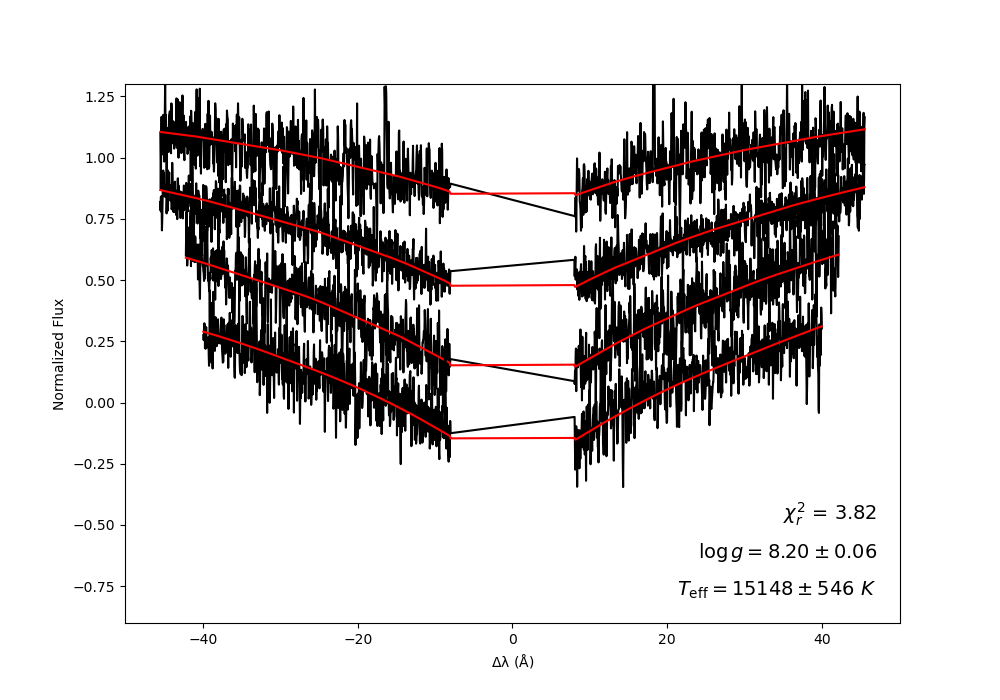 1.25
1.00
0.75
0.50
0.25
0.00
−0.25
−0.50
−0.75
Normalized Flux
χ²ᵣ = 3.82
log g = 8.20 ± 0.06
T_eff = 15148 ± 546 K
−40 −20 0 20 40
Δλ (Å)